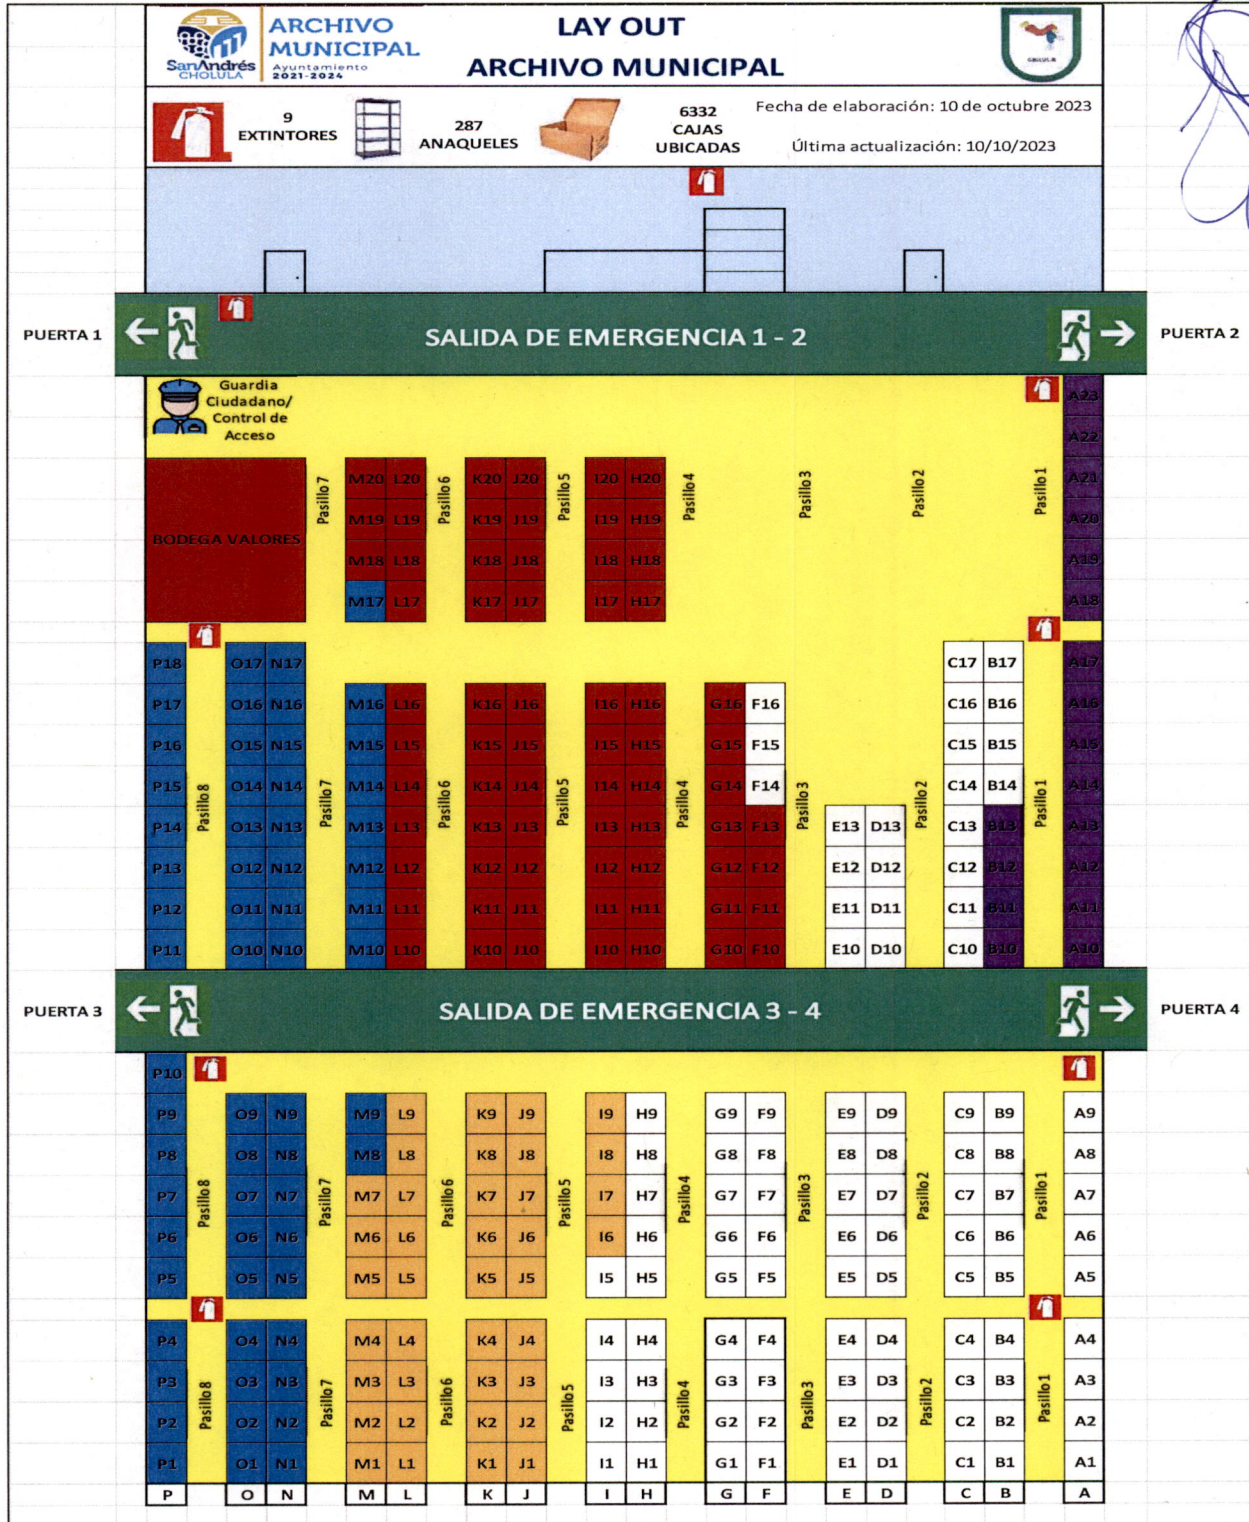 SanAndrés
CHOLULA
ARCHIVO
MUNICIPAL
Ayuntamiento
2021-2024
LAY OUT
ARCHIVO MUNICIPAL
9
EXTINTORES
287
ANAQUELES
6332
CAJAS
UBICADAS
Fecha de elaboración: 10 de octubre 2023
Última actualización: 10/10/2023
PUERTA 1
SALIDA DE EMERGENCIA 1 - 2
PUERTA 2
Guardia
Ciudadano/
Control de
Acceso
A23
A22
BODEGA VALORES
Pasillo 7 Pasillo 6 Pasillo 5 Pasillo 4 Pasillo 3 Pasillo 2 Pasillo 1
M20 L20 K20 J20 I20 H20 A21
M19 L19 K19 J19 I19 H19 A20
M18 L18 K18 J18 I18 H18 A19
M17 L17 K17 J17 I17 H17 A18
P18 O17 N17 C17 B17 A17
P17 O16 N16 M16 L16 K16 J16 I16 H16 G16 F16 C16 B16 A16
P16 O15 N15 M15 L15 K15 J15 I15 H15 G15 F15 C15 B15 A15
P15 O14 N14 M14 L14 K14 J14 I14 H14 G14 F14 C14 B14 A14
Pasillo 8 Pasillo 7 Pasillo 6 Pasillo 5 Pasillo 4 Pasillo 3 Pasillo 2 Pasillo 1
P14 O13 N13 M13 L13 K13 J13 I13 H13 G13 F13 E13 D13 C13 B13 A13
P13 O12 N12 M12 L12 K12 J12 I12 H12 G12 F12 E12 D12 C12 B12 A12
P12 O11 N11 M11 L11 K11 J11 I11 H11 G11 F11 E11 D11 C11 B11 A11
P11 O10 N10 M10 L10 K10 J10 I10 H10 G10 F10 E10 D10 C10 B10 A10
PUERTA 3
SALIDA DE EMERGENCIA 3 - 4
PUERTA 4
P10
P9 O9 N9 M9 L9 K9 J9 I9 H9 G9 F9 E9 D9 C9 B9 A9
P8 O8 N8 M8 L8 K8 J8 I8 H8 G8 F8 E8 D8 C8 B8 A8
Pasillo 8 Pasillo 7 Pasillo 6 Pasillo 5 Pasillo 4 Pasillo 3 Pasillo 2 Pasillo 1
P7 O7 N7 M7 L7 K7 J7 I7 H7 G7 F7 E7 D7 C7 B7 A7
P6 O6 N6 M6 L6 K6 J6 I6 H6 G6 F6 E6 D6 C6 B6 A6
P5 O5 N5 M5 L5 K5 J5 I5 H5 G5 F5 E5 D5 C5 B5 A5
P4 O4 N4 M4 L4 K4 J4 I4 H4 G4 F4 E4 D4 C4 B4 A4
P3 O3 N3 M3 L3 K3 J3 I3 H3 G3 F3 E3 D3 C3 B3 A3
Pasillo 8 Pasillo 7 Pasillo 6 Pasillo 5 Pasillo 4 Pasillo 3 Pasillo 2 Pasillo 1
P2 O2 N2 M2 L2 K2 J2 I2 H2 G2 F2 E2 D2 C2 B2 A2
P1 O1 N1 M1 L1 K1 J1 I1 H1 G1 F1 E1 D1 C1 B1 A1
P O N M L K J I H G F E D C B A